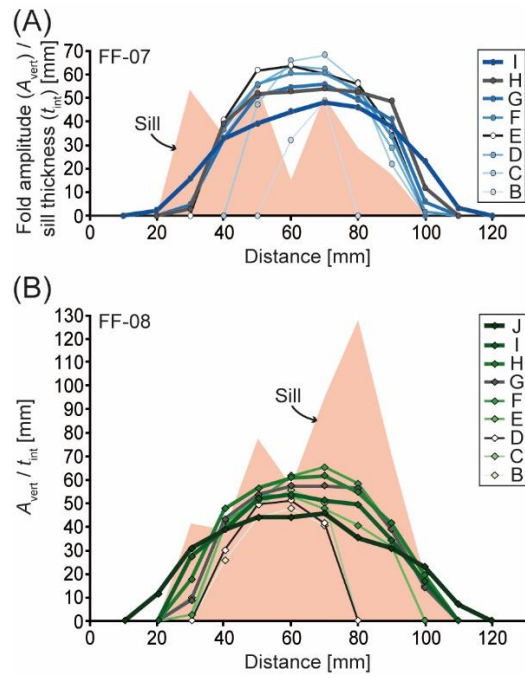 (A)
FF-07
Fold amplitude (Avert) /
sill thickness (tint) [mm]
70
60
50
40
30
20
10
0
Sill
I
H
G
F
E
D
C
B
0 20 40 60 80 100 120
Distance [mm]
(B)
FF-08
Avert / tint [mm]
130
120
110
100
90
80
70
60
50
40
30
20
10
0
Sill
J
I
H
G
F
E
D
C
B
0 20 40 60 80 100 120
Distance [mm]